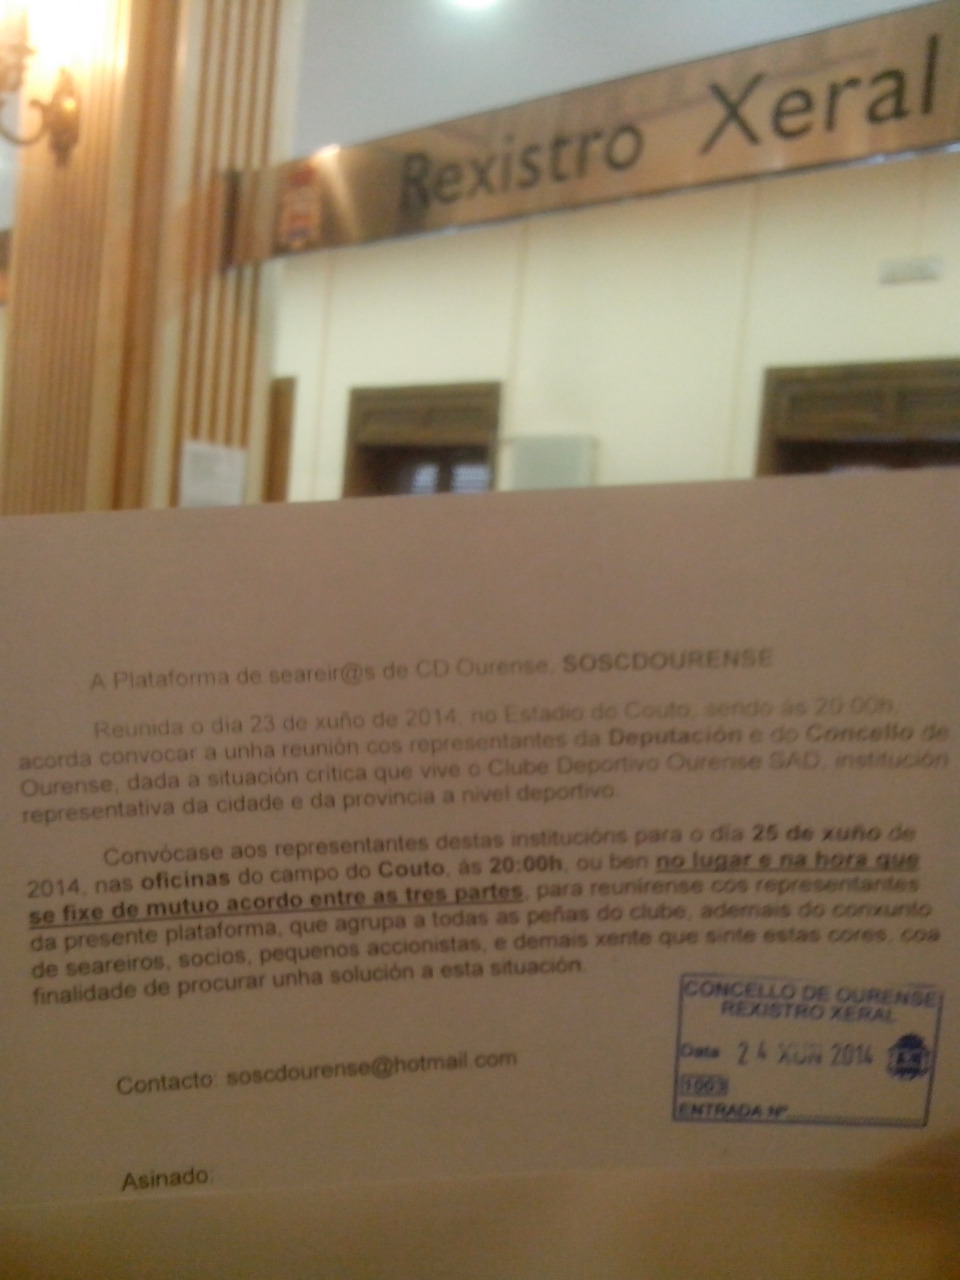 Rexistro Xeral
A Plataforma de seareir@s de CD Ourense, SOSCDOURENSE
Reunida o día 23 de xuño de 2014, no Estadio do Couto, sendo ás 20:00h,
acorda convocar a unha reunión cos representantes da Deputación e do Concello de
Ourense, dada a situación crítica que vive o Clube Deportivo Ourense SAD, institución
representativa da cidade e da provincia a nivel deportivo.
Convócase aos representantes destas institucións para o día 25 de xuño de
2014, nas oficinas do campo do Couto, ás 20:00h, ou ben no lugar e na hora que
se fixe de mutuo acordo entre as tres partes, para reunírense cos representantes
da presente plataforma, que agrupa a todas as peñas do clube, ademais do conxunto
de seareiros, socios, pequenos accionistas, e demais xente que sinte estas cores, coa
finalidade de procurar unha solución a esta situación.
CONCELLO DE OURENSE
REXISTRO XERAL
Data 24 XUN 2014
1003
ENTRADA Nº
Contacto: soscdourense@hotmail.com
Asinado: